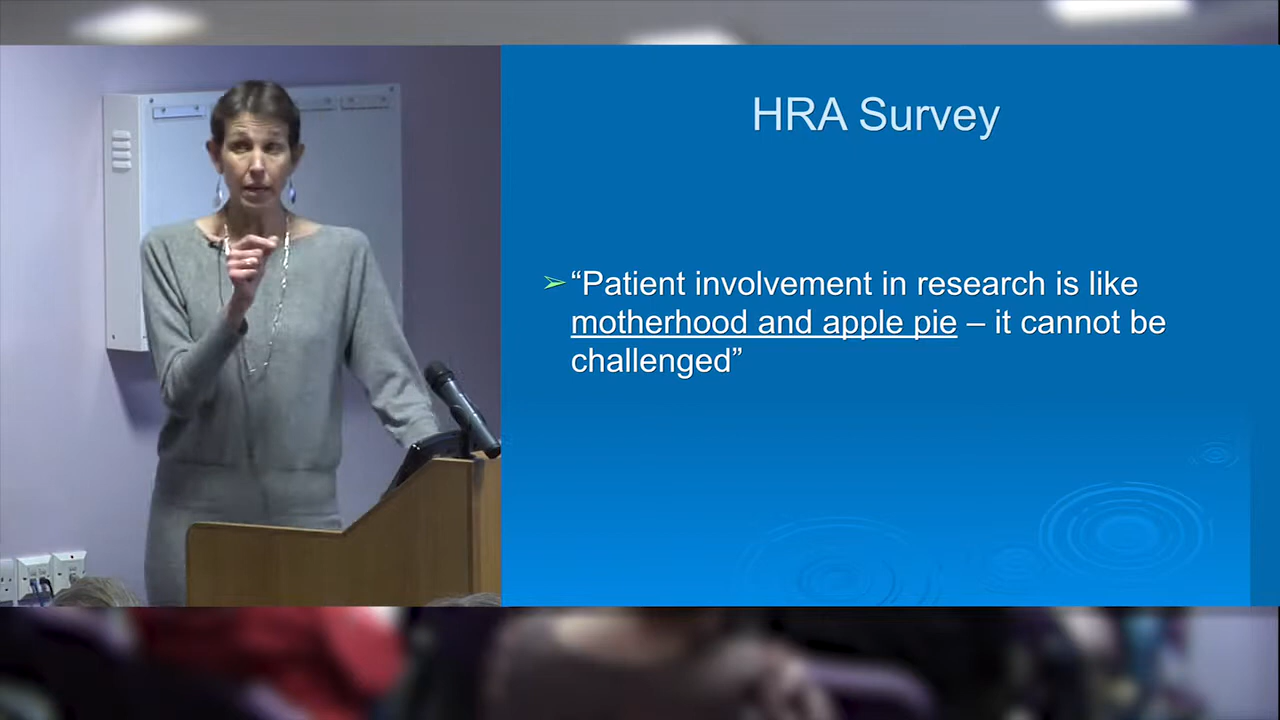 HRA Survey
➢“Patient involvement in research is like
motherhood and apple pie – it cannot be
challenged”